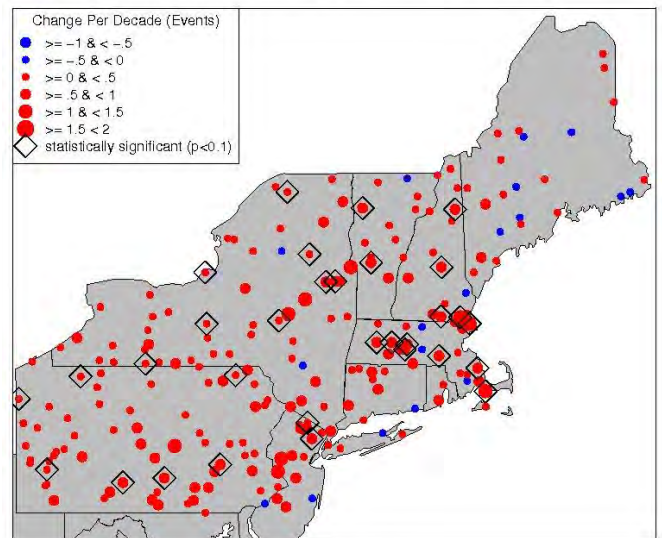 Change Per Decade (Events)
>= −1 & < −.5
>= −.5 & < 0
>= 0 & < .5
>= .5 & < 1
>= 1 & < 1.5
>= 1.5 < 2
statistically significant (p<0.1)